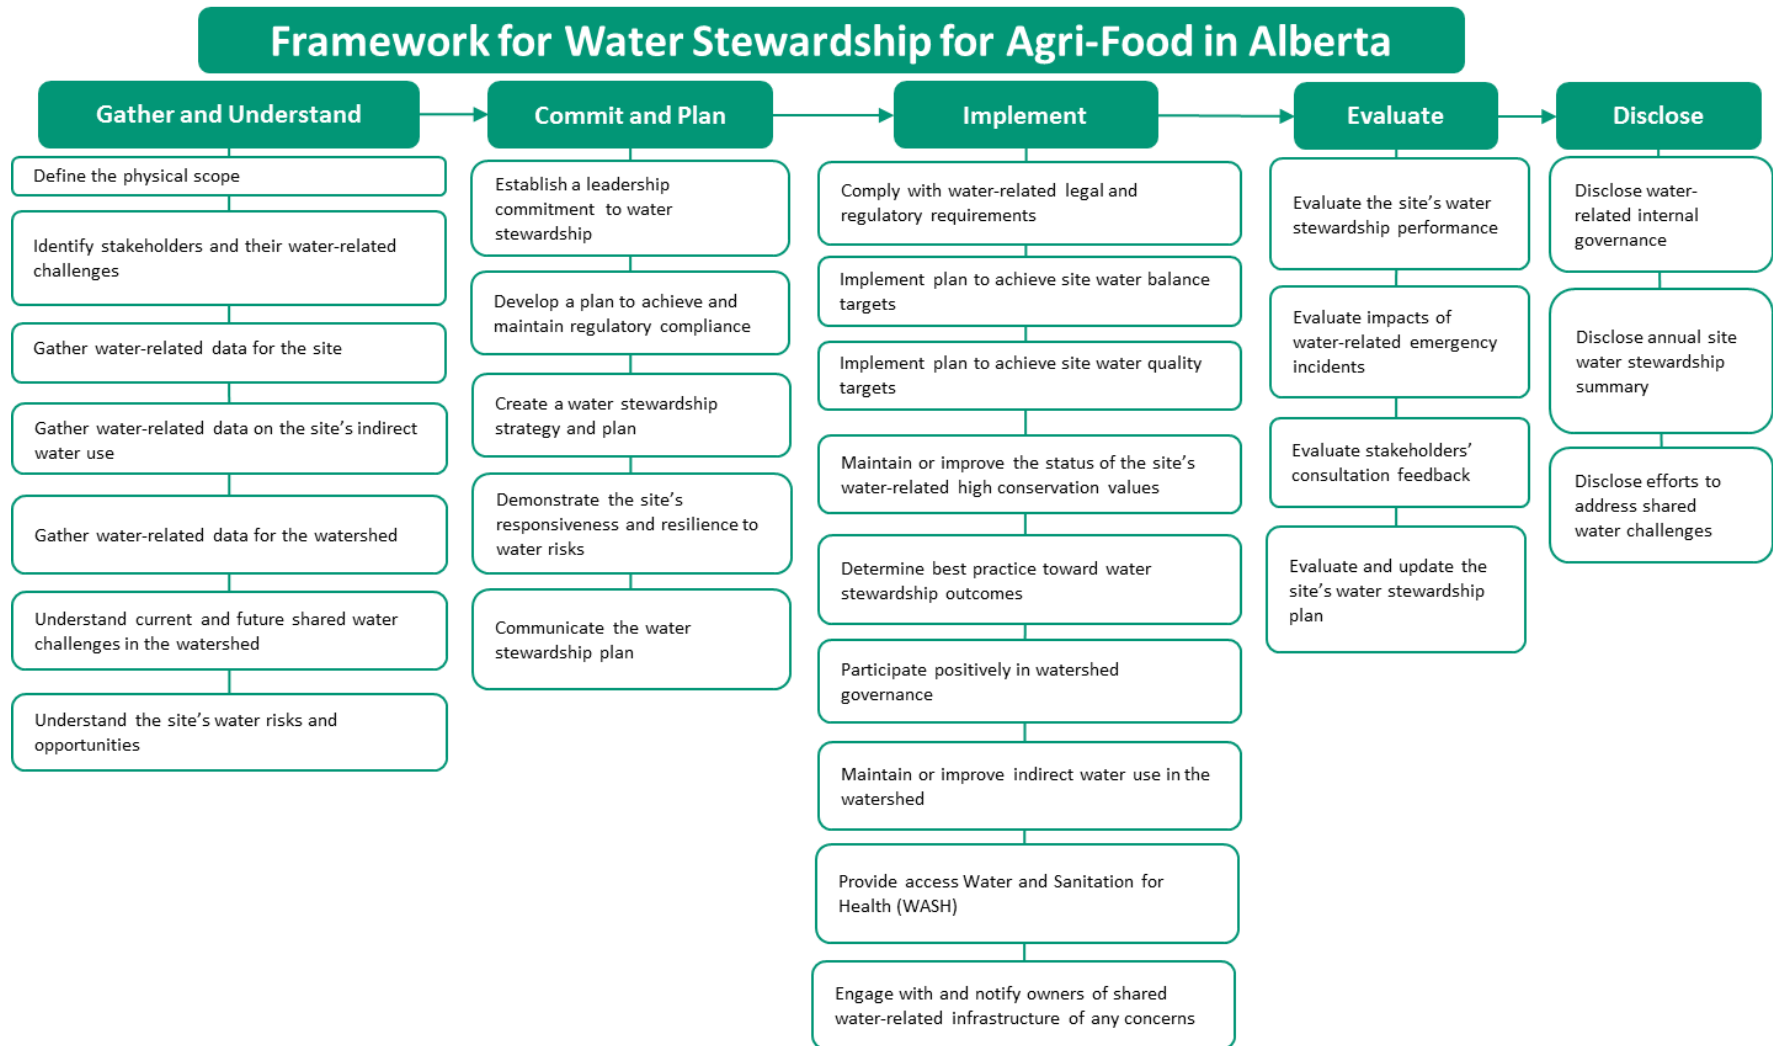 Framework for Water Stewardship for Agri-Food in Alberta
Gather and Understand
Define the physical scope
Identify stakeholders and their water-related
challenges
Gather water-related data for the site
Gather water-related data on the site’s indirect
water use
Gather water-related data for the watershed
Understand current and future shared water
challenges in the watershed
Understand the site’s water risks and
opportunities
Commit and Plan
Establish a leadership
commitment to water
stewardship
Develop a plan to achieve and
maintain regulatory compliance
Create a water stewardship
strategy and plan
Demonstrate the site’s
responsiveness and resilience to
water risks
Communicate the water
stewardship plan
Implement
Comply with water-related legal and
regulatory requirements
Implement plan to achieve site water balance
targets
Implement plan to achieve site water quality
targets
Maintain or improve the status of the site’s
water-related high conservation values
Determine best practice toward water
stewardship outcomes
Participate positively in watershed
governance
Maintain or improve indirect water use in the
watershed
Provide access Water and Sanitation for
Health (WASH)
Engage with and notify owners of shared
water-related infrastructure of any concerns
Evaluate
Evaluate the site’s water
stewardship performance
Evaluate impacts of
water-related emergency
incidents
Evaluate stakeholders’
consultation feedback
Evaluate and update the
site’s water stewardship
plan
Disclose
Disclose water-
related internal
governance
Disclose annual site
water stewardship
summary
Disclose efforts to
address shared
water challenges